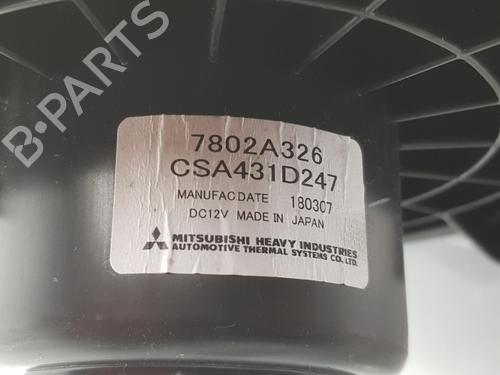 B-PARTS
7802A326
CSA431D247
MANUFAC.DATE 180307
DC12V MADE IN JAPAN
MITSUBISHI HEAVY INDUSTRIES
AUTOMOTIVE THERMAL SYSTEMS CO. LTD.